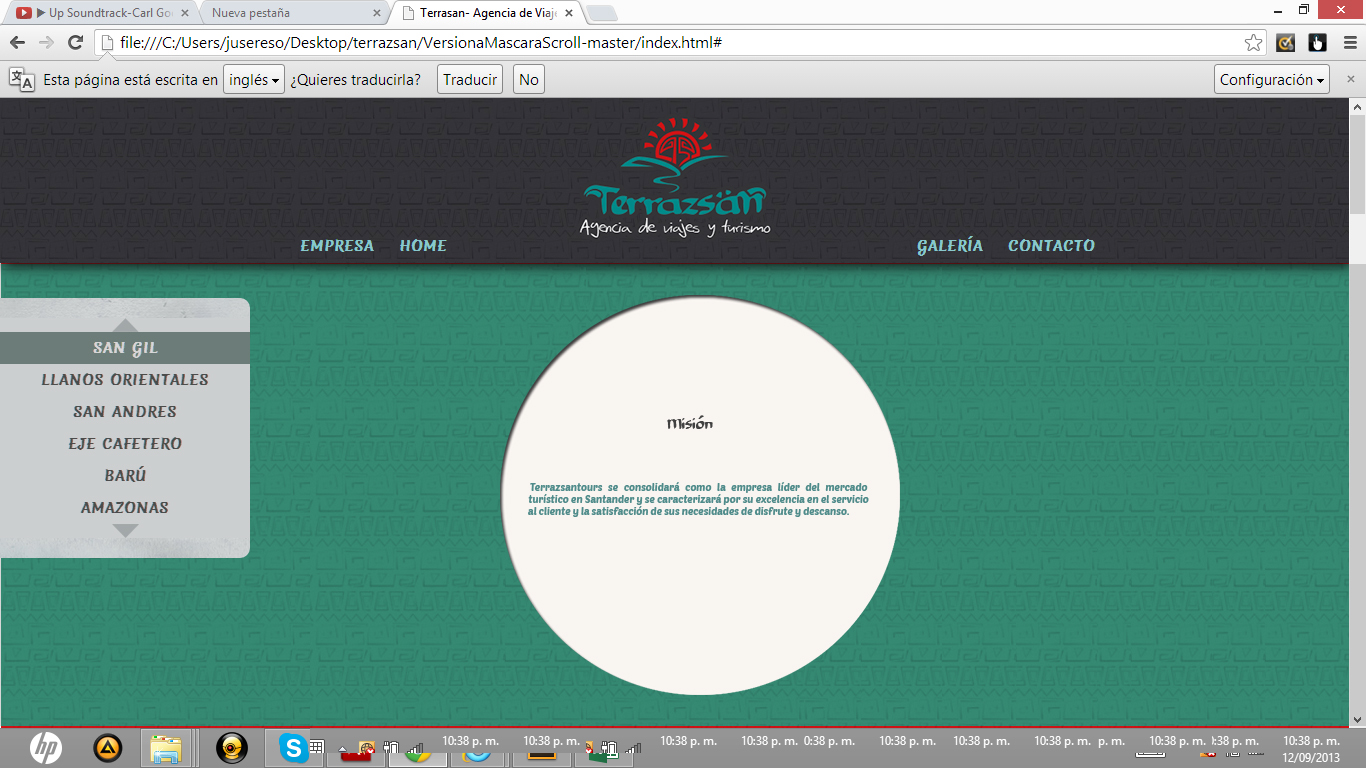 ▶ Up Soundtrack-Carl Go
Nueva pestaña
Terrasan- Agencia de Viaj
file:///C:/Users/jusereso/Desktop/terrazsan/VersionaMascaraScroll-master/index.html#
Esta página está escrita en inglés ¿Quieres traducirla? Traducir No Configuración
Terrazsan
Agencia de viajes y turismo
EMPRESA HOME GALERÍA CONTACTO
SAN GIL
LLANOS ORIENTALES
SAN ANDRES
EJE CAFETERO
BARÚ
AMAZONAS
Misión
Terrazsantours se consolidará como la empresa líder del mercado
turístico en Santander y se caracterizará por su excelencia en el servicio
al cliente y la satisfacción de sus necesidades de disfrute y descanso.
hp
10:38 p. m. 10:38 p. m. 10:38 p. m. 10:38 p. m. 0:38 p. m. 10:38 p. m. 10:38 p. m. 10:38 p. m. p. m. 10:38 p. m. :38 p. m. 10:38 p. m.
12/09/2013